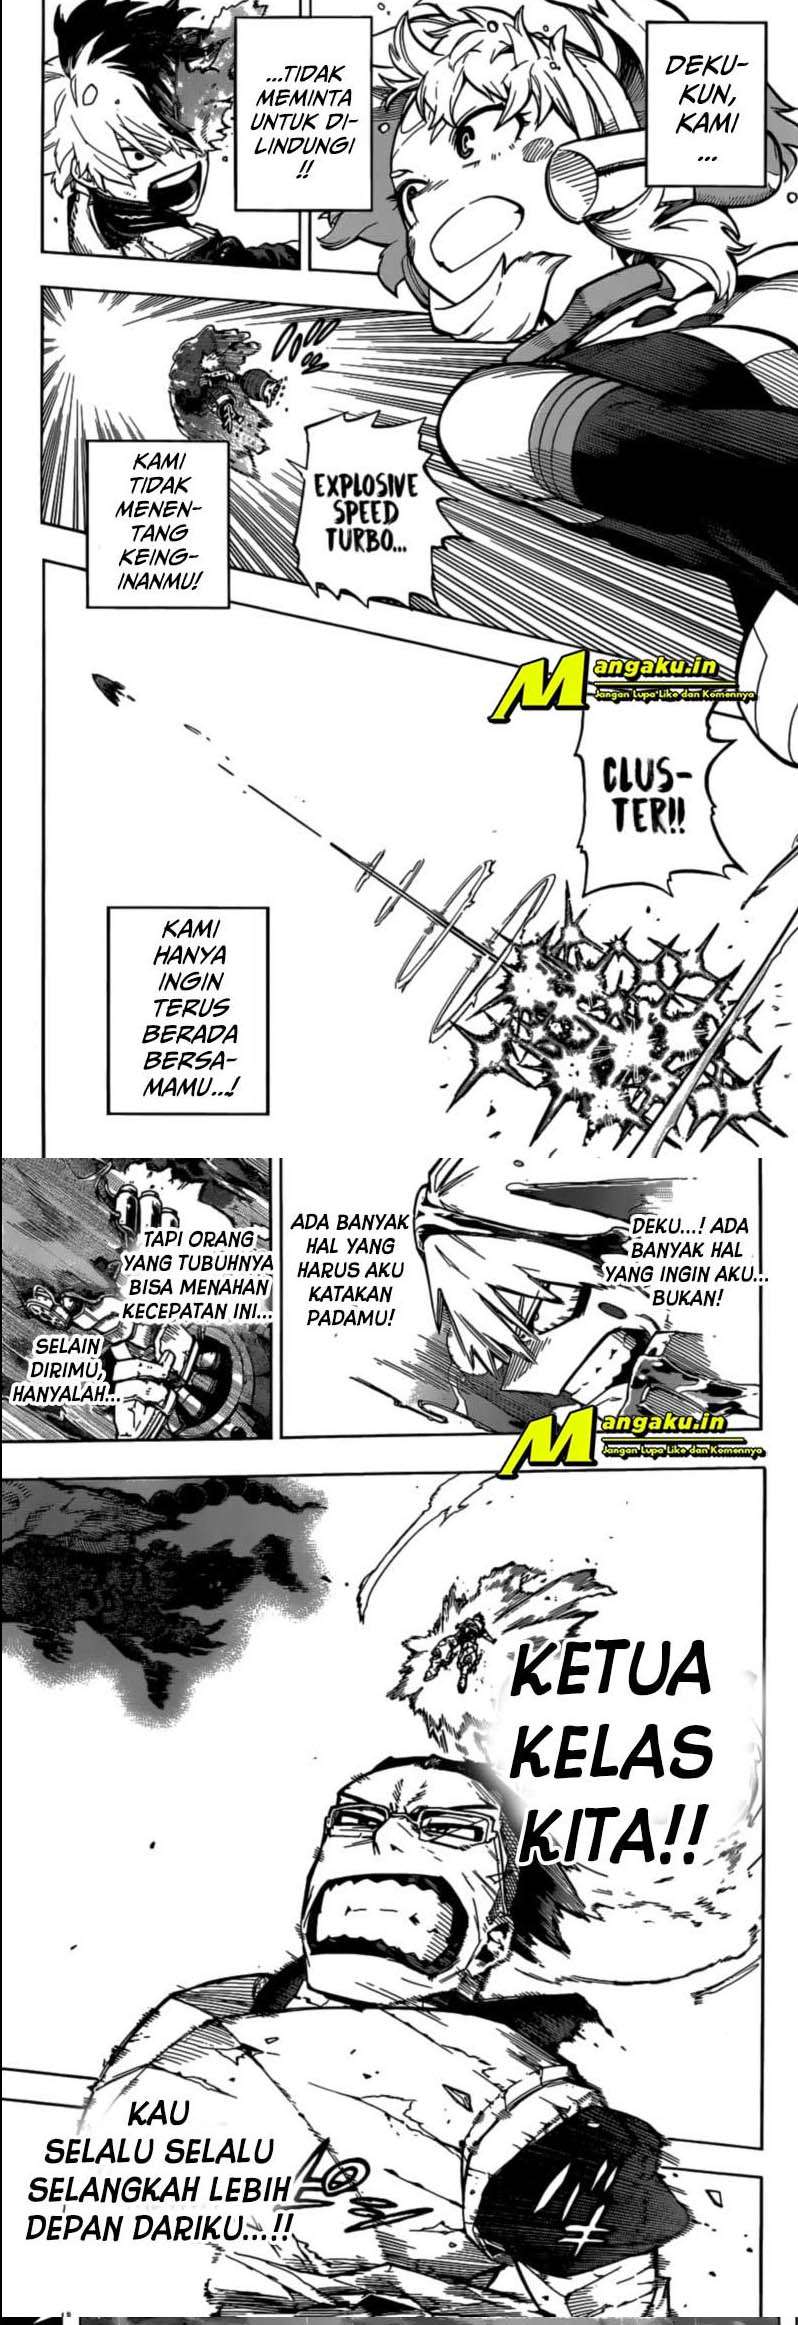 DEKU-
KUN,
KAMI
...
...TIDAK
MEMINTA
UNTUK DI-
LINDUNGI
!!
EXPLOSIVE
SPEED
TURBO...
KAMI
TIDAK
MENEN-
TANG
KEING-
INANMU!
Mangaku.in
Jangan Lupa Like dan Komennya
CLUS-
TER!!
KAMI
HANYA
INGIN
TERUS
BERADA
BERSA-
MAMU...!
DEKU...! ADA
BANYAK HAL
YANG INGIN AKU...
BUKAN!
ADA BANYAK
HAL YANG
HARUS AKU
KATAKAN
PADAMU!
TAPI ORANG
YANG TUBUHNYA
BISA MENAHAN
KECEPATAN INI...
SELAIN
DIRIMU,
HANYALAH...
Mangaku.in
Jangan Lupa Like dan Komennya
KETUA
KELAS
KITA!!
KAU
SELALU SELALU
SELANGKAH LEBIH
DEPAN DARIKU...!!